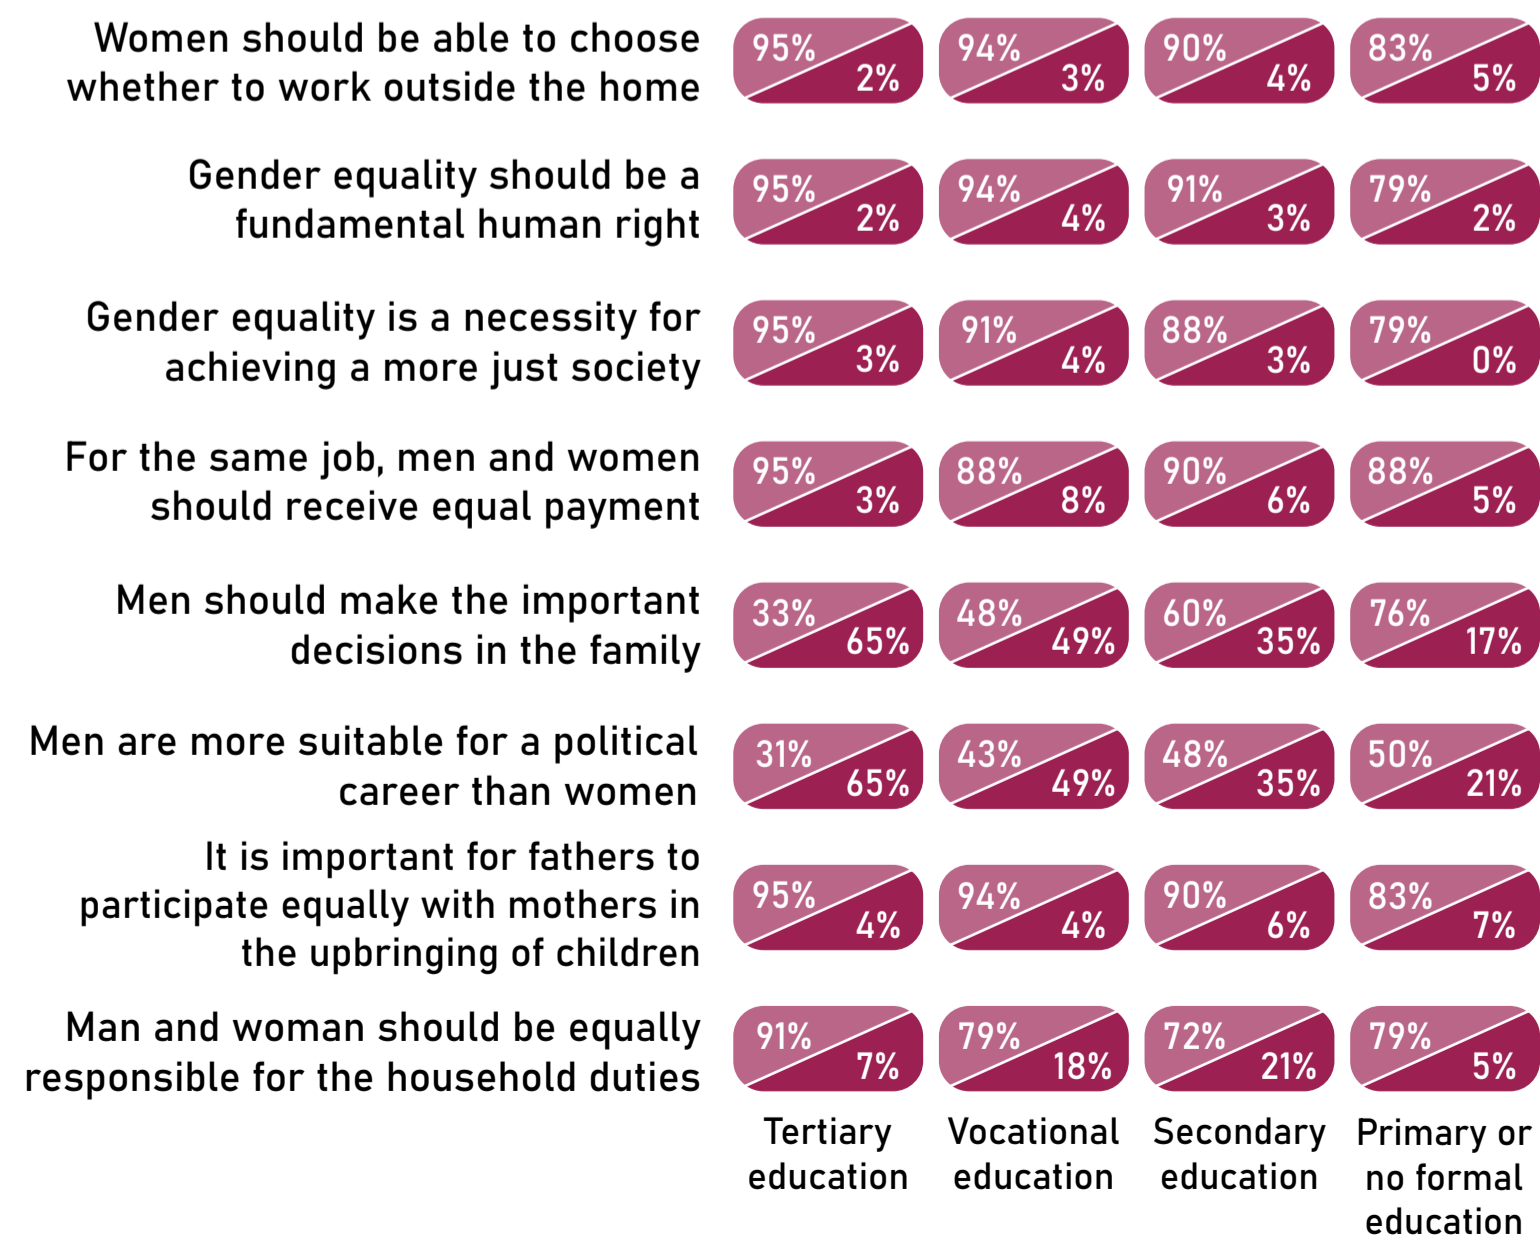 Women should be able to choose
whether to work outside the home
95% 2% 94% 3% 90% 4% 83% 5%
Gender equality should be a
fundamental human right
95% 2% 94% 4% 91% 3% 79% 2%
Gender equality is a necessity for
achieving a more just society
95% 3% 91% 4% 88% 3% 79% 0%
For the same job, men and women
should receive equal payment
95% 3% 88% 8% 90% 6% 88% 5%
Men should make the important
decisions in the family
33% 65% 48% 49% 60% 35% 76% 17%
Men are more suitable for a political
career than women
31% 65% 43% 49% 48% 35% 50% 21%
It is important for fathers to
participate equally with mothers in
the upbringing of children
95% 4% 94% 4% 90% 6% 83% 7%
Man and woman should be equally
responsible for the household duties
91% 7% 79% 18% 72% 21% 79% 5%
Tertiary
education
Vocational
education
Secondary
education
Primary or
no formal
education